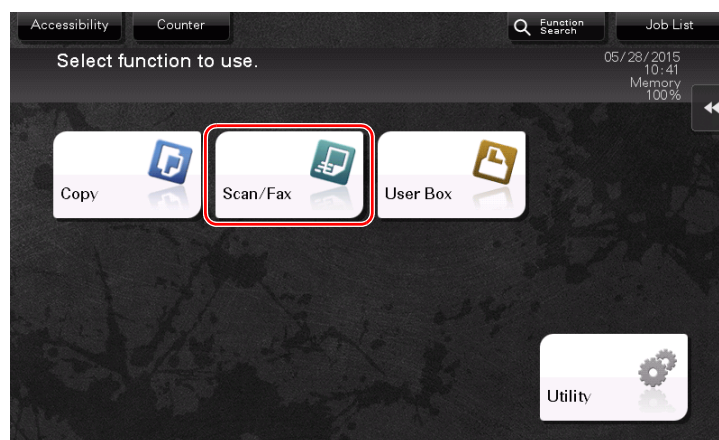 Accessibility
Counter
Function
Search
Job List
Select function to use.
05/28/2015
10:41
Memory
100%
Copy
Scan/Fax
User Box
Utility